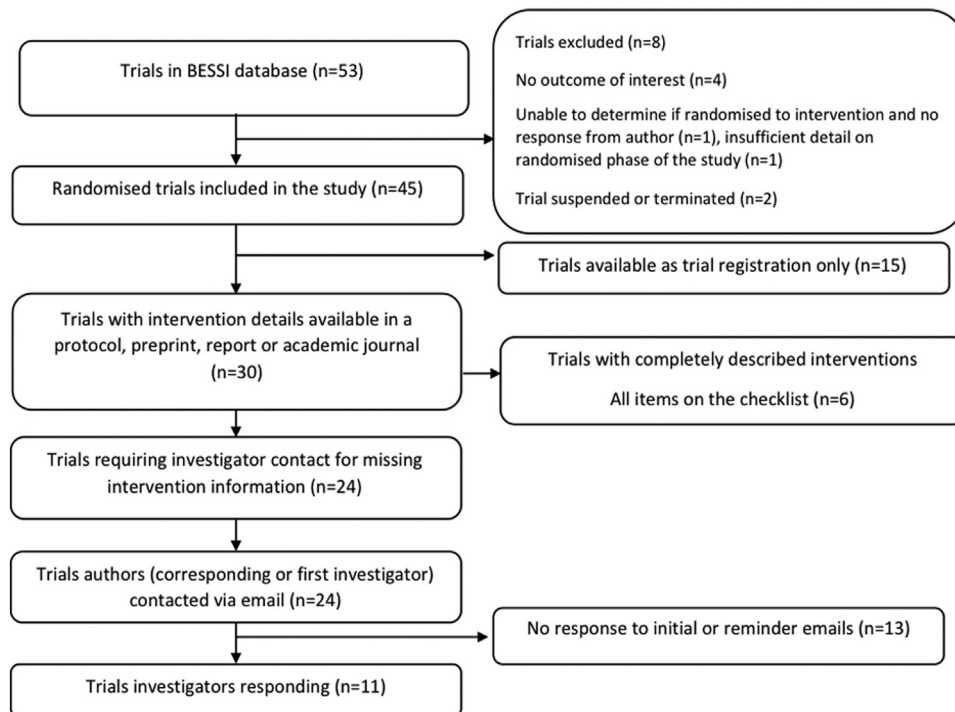 Trials in BESSI database (n=53)
Trials excluded (n=8)
No outcome of interest (n=4)
Unable to determine if randomised to intervention and no
response from author (n=1), insufficient detail on
randomised phase of the study (n=1)
Trial suspended or terminated (n=2)
Randomised trials included in the study (n=45)
Trials available as trial registration only (n=15)
Trials with intervention details available in a
protocol, preprint, report or academic journal
(n=30)
Trials with completely described interventions
All items on the checklist (n=6)
Trials requiring investigator contact for missing
intervention information (n=24)
Trials authors (corresponding or first investigator)
contacted via email (n=24)
No response to initial or reminder emails (n=13)
Trials investigators responding (n=11)